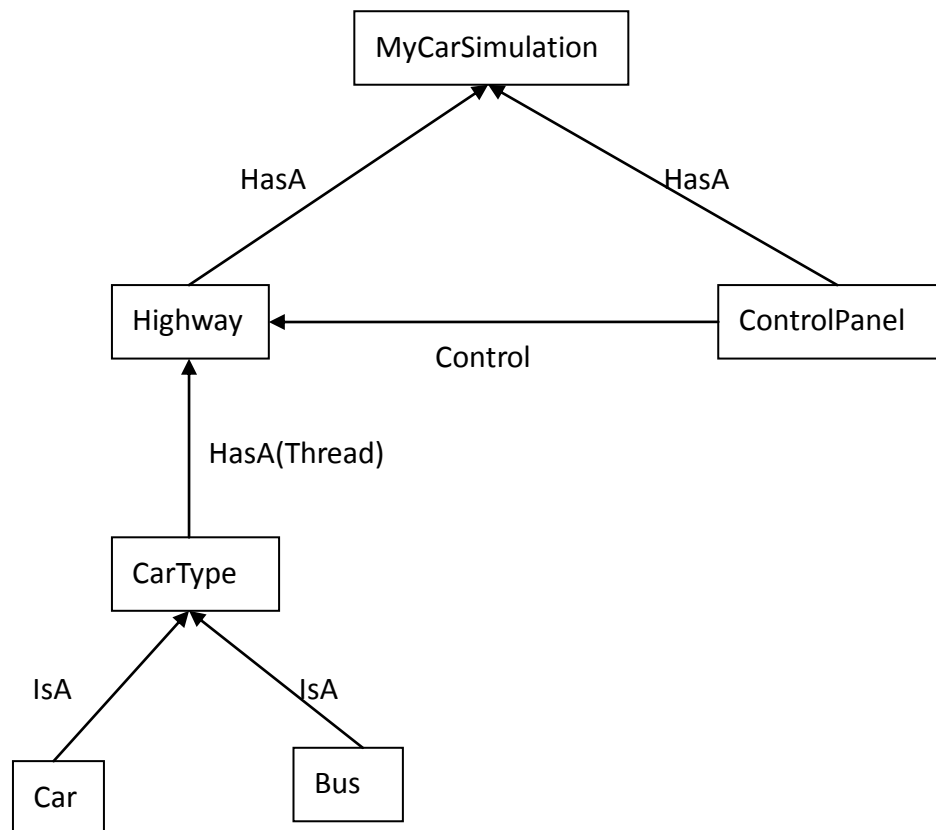 MyCarSimulation
HasA
HasA
Highway
ControlPanel
Control
HasA(Thread)
CarType
IsA
IsA
Car
Bus